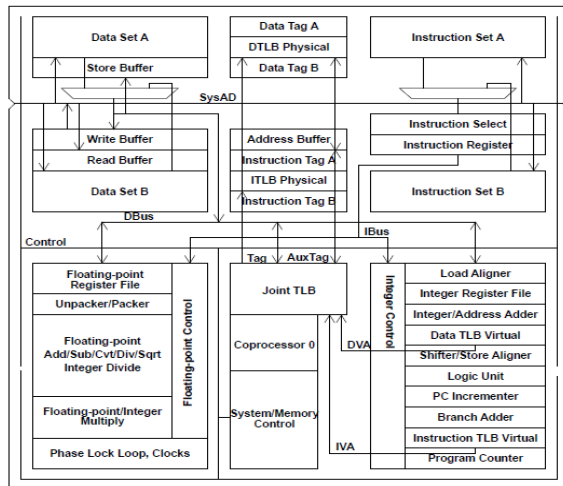 Data Set A
Store Buffer
Data Tag A
DTLB Physical
Data Tag B
Instruction Set A
SysAD
Write Buffer
Read Buffer
Data Set B
Address Buffer
Instruction Tag A
ITLB Physical
Instruction Tag B
Instruction Select
Instruction Register
Instruction Set B
DBus
IBus
Control
Tag
AuxTag
Floating-point
Register File
Unpacker/Packer
Floating-point
Add/Sub/Cvt/Div/Sqrt
Integer Divide
Floating-point/Integer
Multiply
Floating-point Control
Phase Lock Loop, Clocks
Joint TLB
Coprocessor 0
System/Memory
Control
DVA
IVA
Integer Control
Load Aligner
Integer Register File
Integer/Address Adder
Data TLB Virtual
Shifter/Store Aligner
Logic Unit
PC Incrementer
Branch Adder
Instruction TLB Virtual
Program Counter